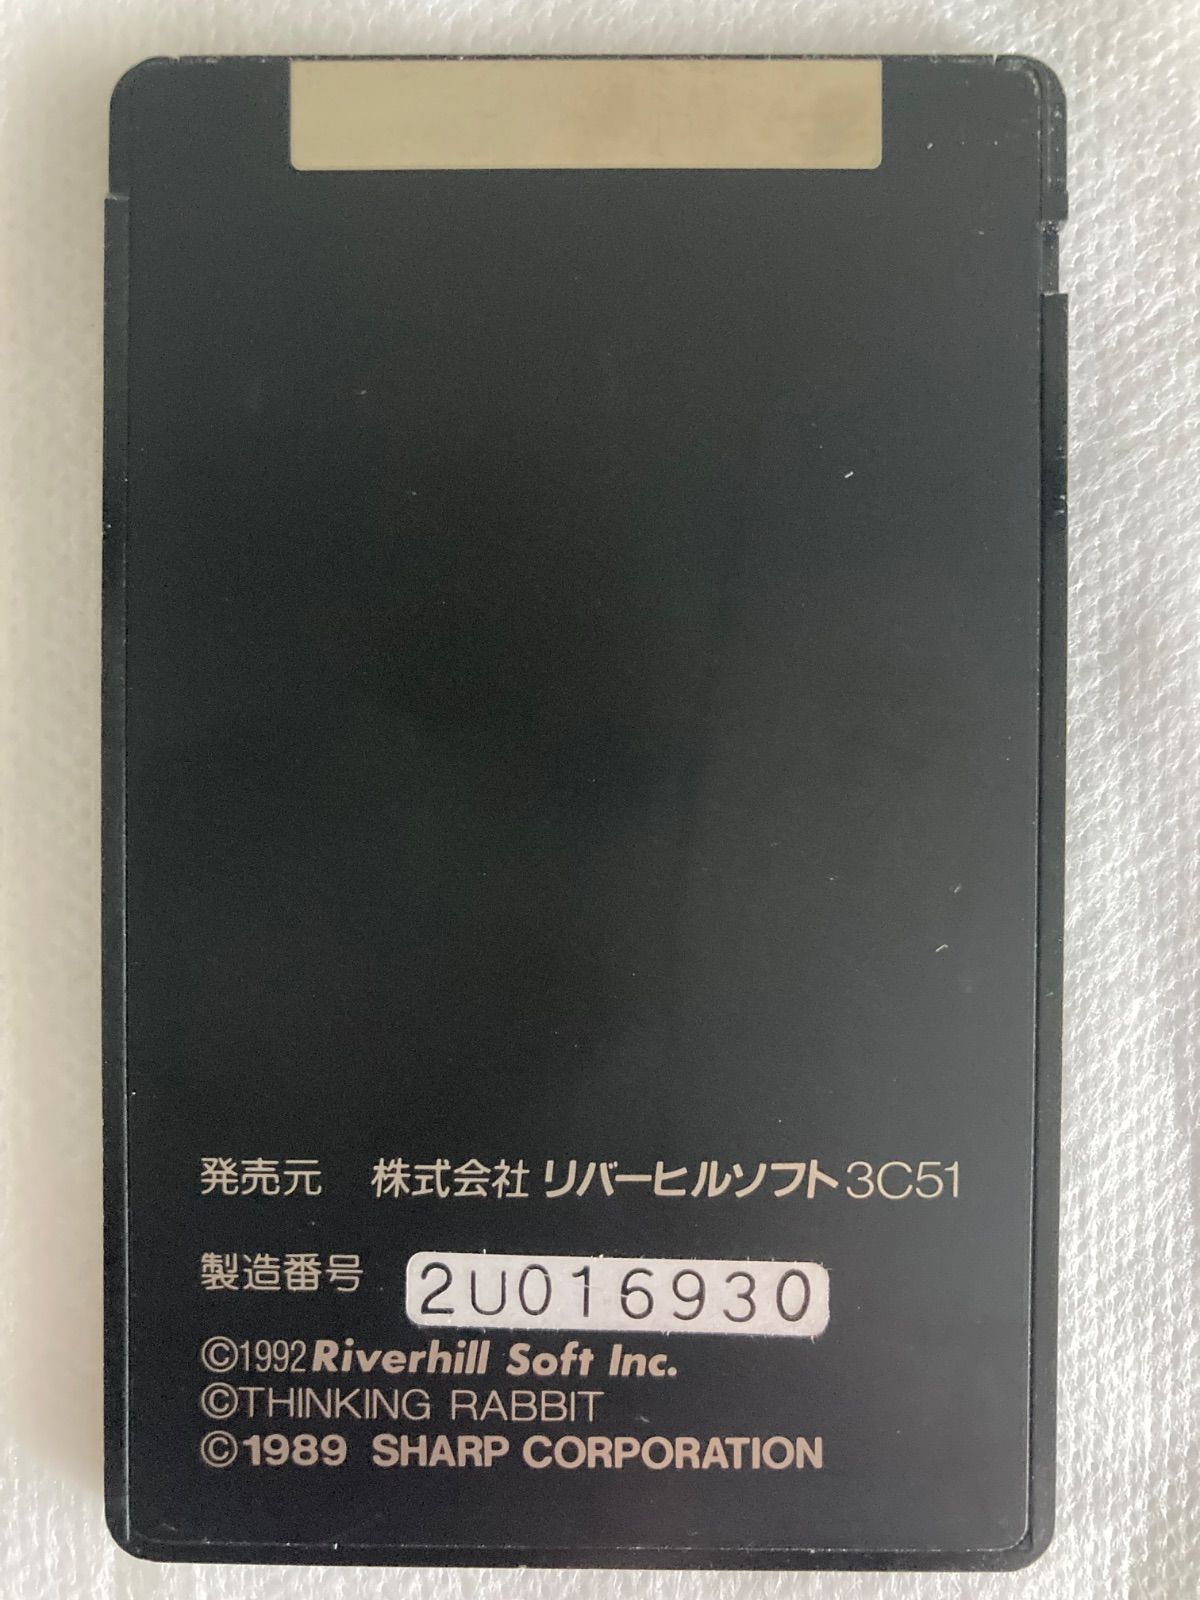 発売元 株式会社 リバーヒルソフト 3C51
製造番号 2U016930
©1992 Riverhill Soft Inc.
©THINKING RABBIT
©1989 SHARP CORPORATION